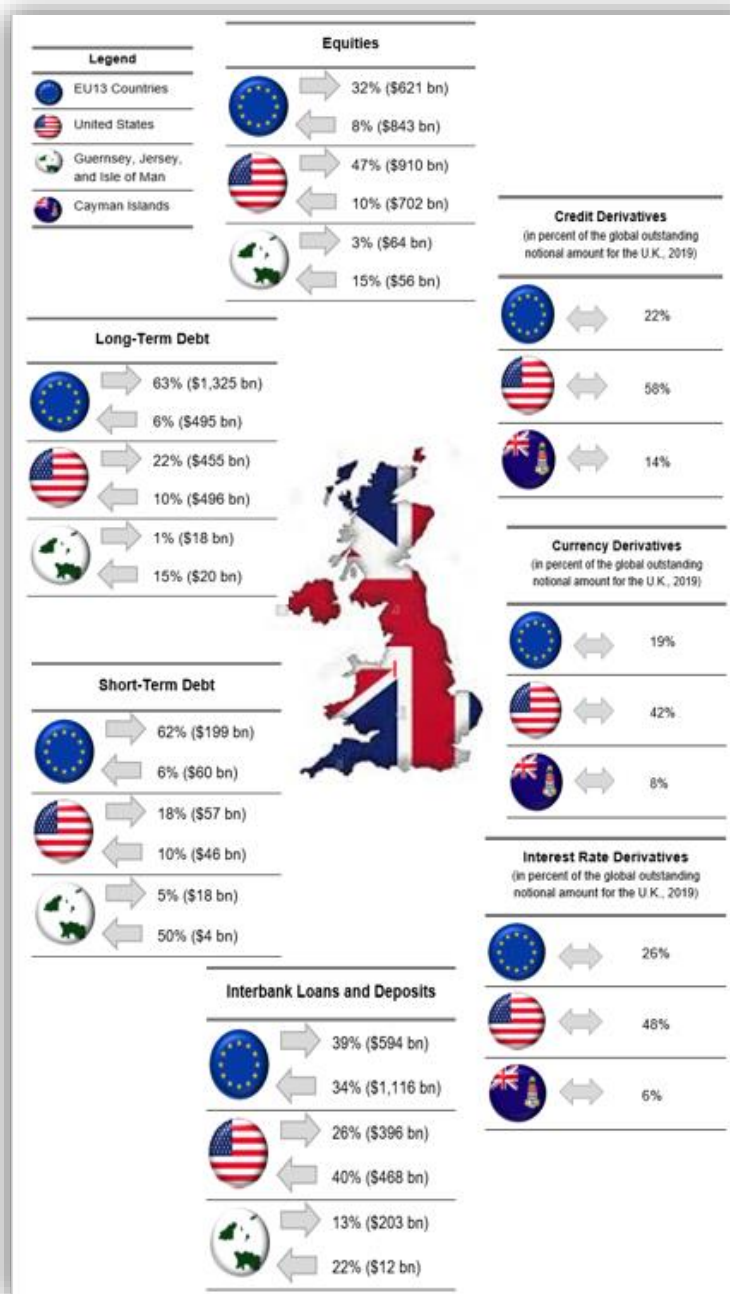 Legend
EU13 Countries
United States
Guernsey, Jersey,
and Isle of Man
Cayman Islands
Equities
32% ($621 bn)
8% ($843 bn)
47% ($910 bn)
10% ($702 bn)
3% ($64 bn)
15% ($56 bn)
Long-Term Debt
63% ($1,325 bn)
6% ($495 bn)
22% ($455 bn)
10% ($496 bn)
1% ($18 bn)
15% ($20 bn)
Short-Term Debt
62% ($199 bn)
6% ($60 bn)
18% ($57 bn)
10% ($46 bn)
5% ($18 bn)
50% ($4 bn)
Interbank Loans and Deposits
39% ($594 bn)
34% ($1,116 bn)
26% ($396 bn)
40% ($468 bn)
13% ($203 bn)
22% ($12 bn)
Credit Derivatives
(in percent of the global outstanding
notional amount for the U.K., 2019)
22%
58%
14%
Currency Derivatives
(in percent of the global outstanding
notional amount for the U.K., 2019)
19%
42%
8%
Interest Rate Derivatives
(in percent of the global outstanding
notional amount for the U.K., 2019)
26%
48%
6%